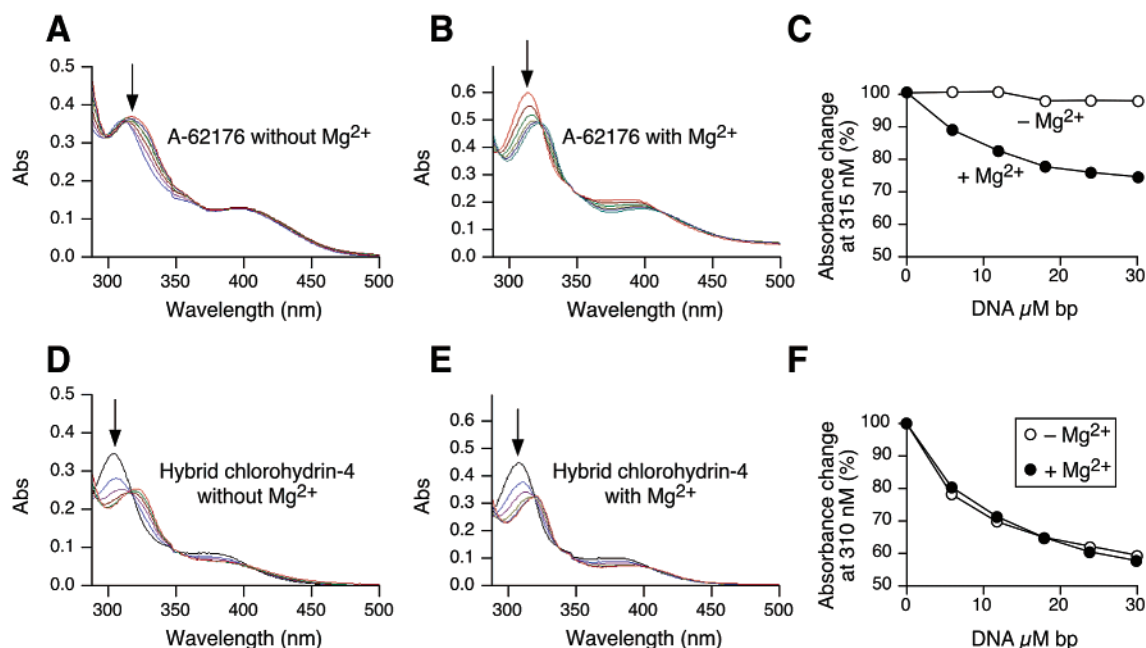 A
0.5
0.4
0.3
0.2
0.1
0.0
Abs
A-62176 without Mg2+
300
350
400
450
500
Wavelength (nm)
B
0.6
0.5
0.4
0.3
0.2
0.1
0.0
Abs
A-62176 with Mg2+
300
350
400
450
500
Wavelength (nm)
C
100
90
80
70
60
50
Absorbance change
at 315 nM (%)
– Mg2+
+ Mg2+
0
10
20
30
DNA µM bp
D
0.5
0.4
0.3
0.2
0.1
0.0
Abs
Hybrid chlorohydrin-4
without Mg2+
300
350
400
450
500
Wavelength (nm)
E
0.6
0.5
0.4
0.3
0.2
0.1
0.0
Abs
Hybrid chlorohydrin-4
with Mg2+
300
350
400
450
500
Wavelength (nm)
F
100
90
80
70
60
50
Absorbance change
at 310 nM (%)
– Mg2+
+ Mg2+
0
10
20
30
DNA µM bp